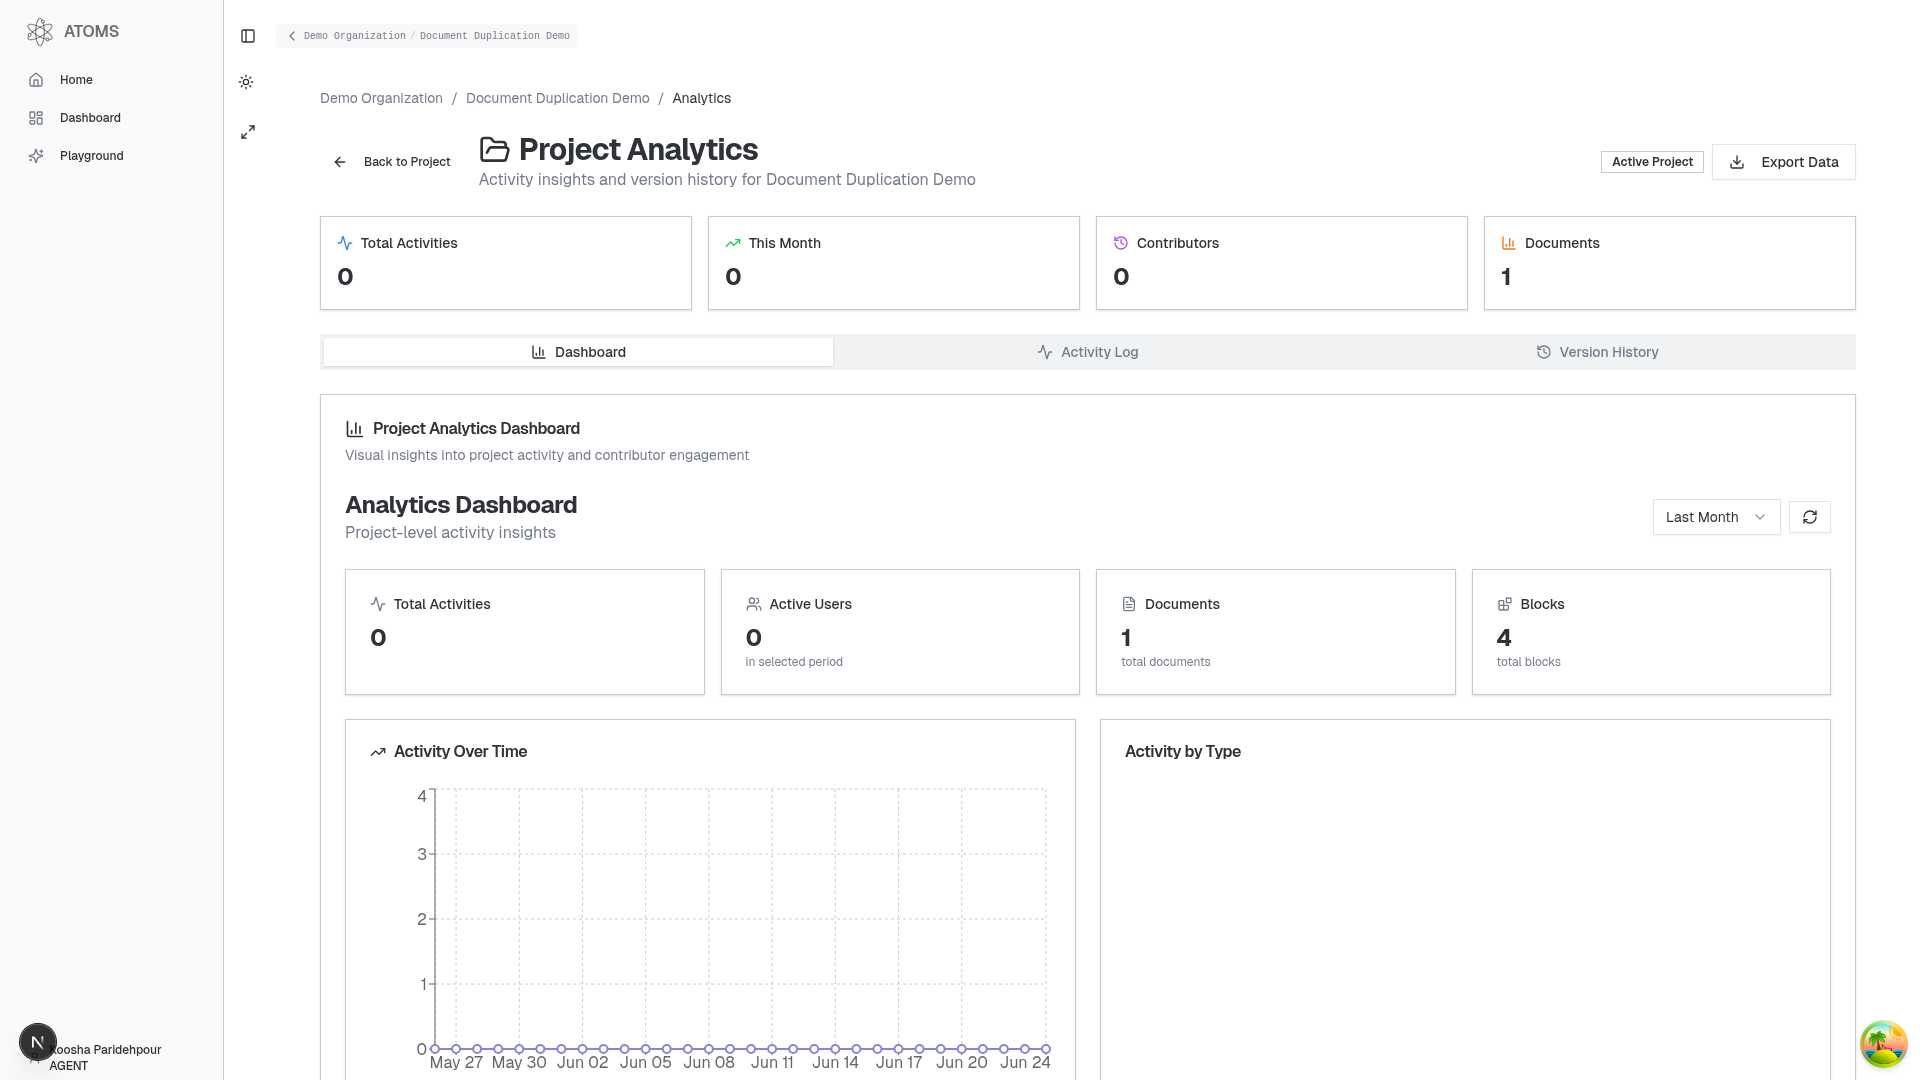 ATOMS
Home
Dashboard
Playground
Demo Organization / Document Duplication Demo
Demo Organization / Document Duplication Demo / Analytics
Back to Project
Project Analytics
Activity insights and version history for Document Duplication Demo
Active Project
Export Data
Total Activities
0
This Month
0
Contributors
0
Documents
1
Dashboard
Activity Log
Version History
Project Analytics Dashboard
Visual insights into project activity and contributor engagement
Analytics Dashboard
Project-level activity insights
Last Month
Total Activities
0
Active Users
0
in selected period
Documents
1
total documents
Blocks
4
total blocks
Activity Over Time
4
3
2
1
0
May 27 May 30 Jun 02 Jun 05 Jun 08 Jun 11 Jun 14 Jun 17 Jun 20 Jun 24
Activity by Type
N
Koosha Paridehpour
AGENT